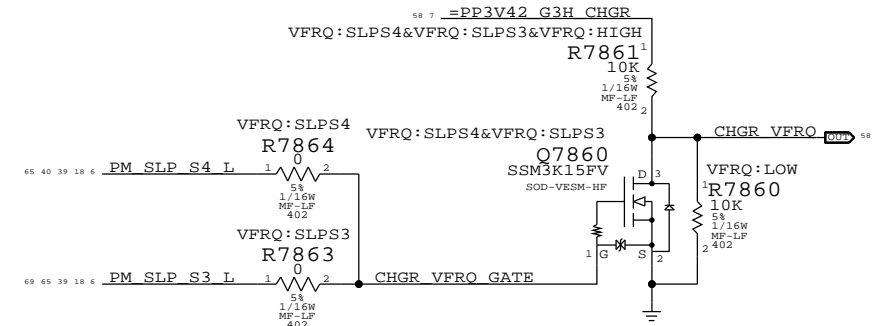 58 7 =PP3V42_G3H_CHGR
VFRQ:SLPS4&VFRQ:SLPS3&VFRQ:HIGH
R7861
1
10K
5%
1/16W
MF-LF
402
2
VFRQ:SLPS4
R7864
0
65 40 39 18 6 PM_SLP_S4_L 1 2
5%
1/16W
MF-LF
402
VFRQ:SLPS4&VFRQ:SLPS3
Q7860
SSM3K15FV
SOD-VESM-HF
D 3
1 G S 2
CHGR_VFRQ OUT 58
VFRQ:LOW
1
R7860
10K
5%
1/16W
MF-LF
402
2
VFRQ:SLPS3
R7863
0
69 65 39 18 6 PM_SLP_S3_L 1 2 CHGR_VFRQ_GATE
5%
1/16W
MF-LF
402